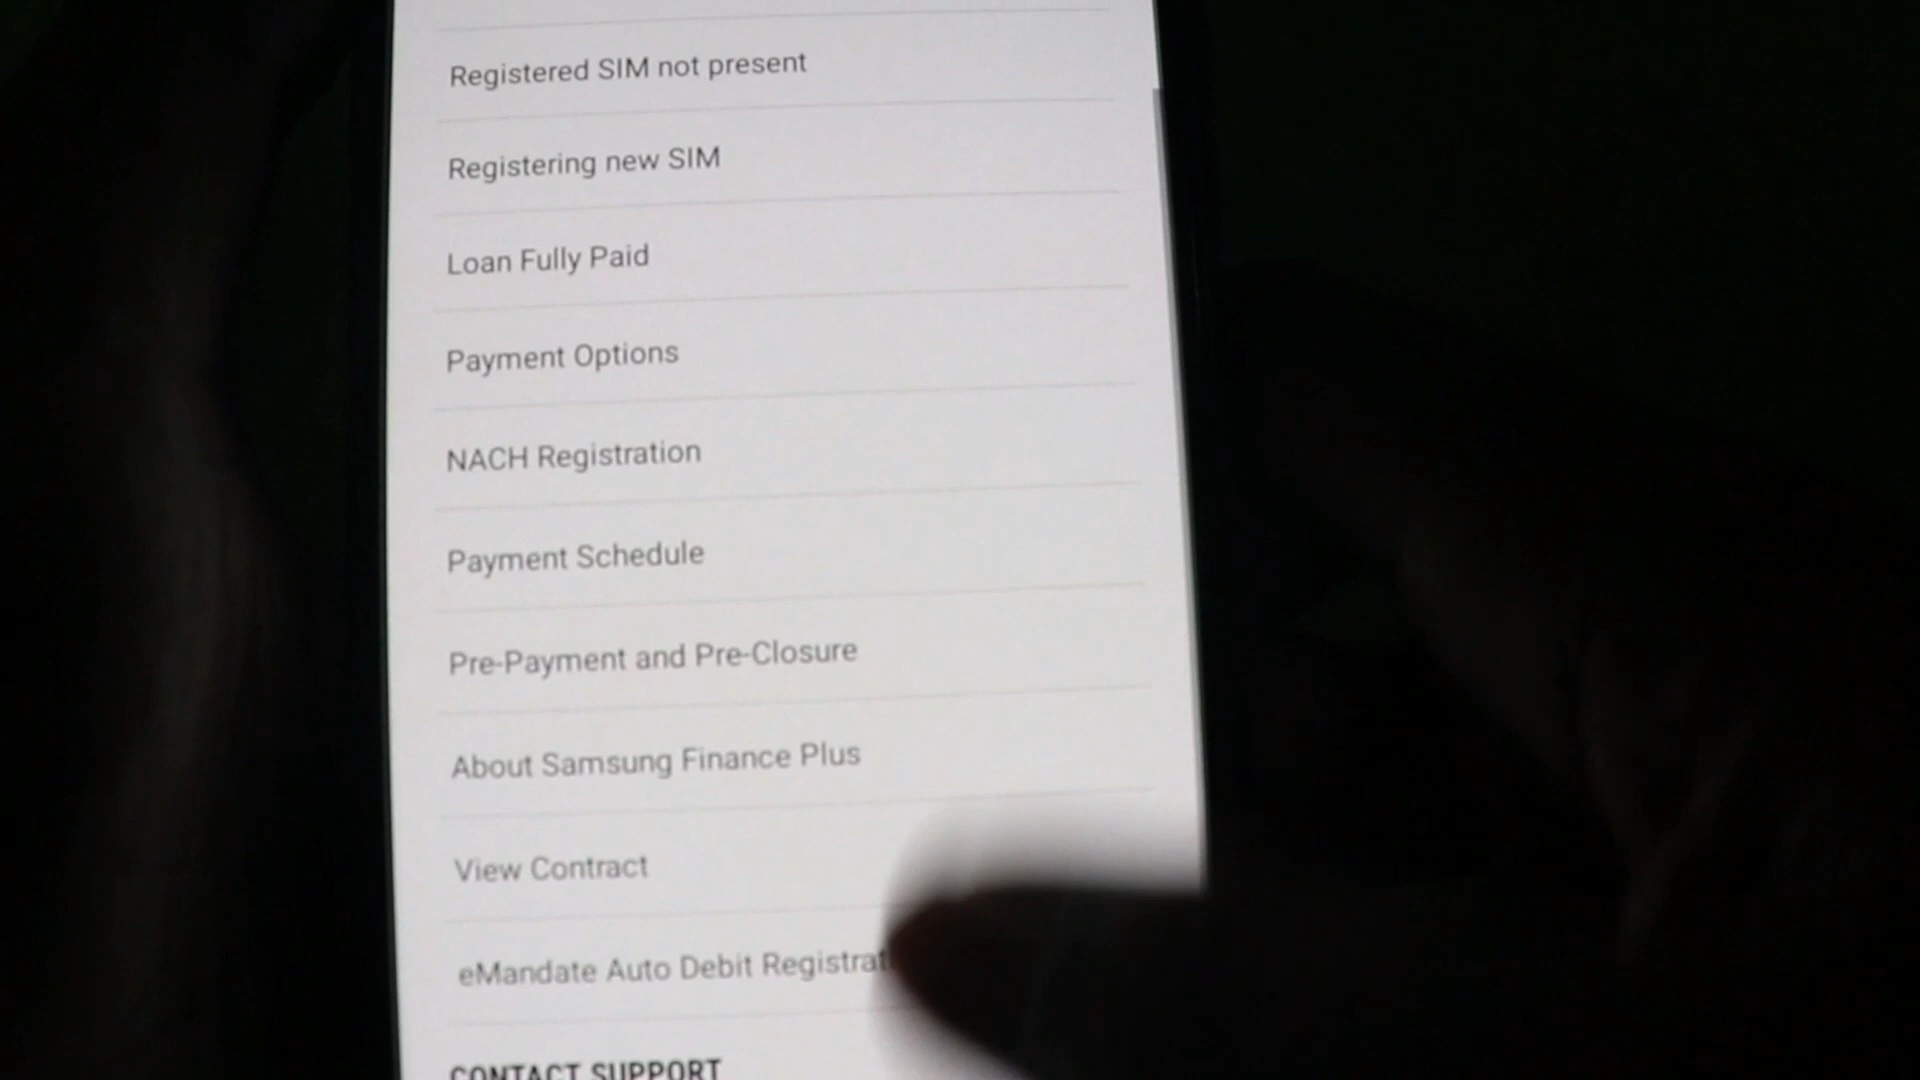 Registered SIM not present
Registering new SIM
Loan Fully Paid
Payment Options
NACH Registration
Payment Schedule
Pre-Payment and Pre-Closure
About Samsung Finance Plus
View Contract
eMandate Auto Debit Registrat
CONTACT SUPPORT